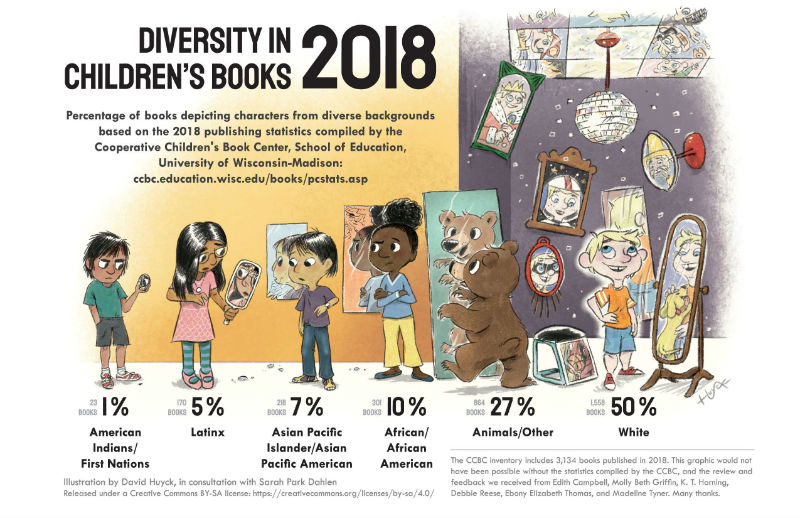 DIVERSITY IN
CHILDREN'S BOOKS 2018
Percentage of books depicting characters from diverse backgrounds
based on the 2018 publishing statistics compiled by the
Cooperative Children's Book Center, School of Education,
University of Wisconsin-Madison:
ccbc.education.wisc.edu/books/pcstats.asp
23 BOOKS 1%
American
Indians/
First Nations
170 BOOKS 5%
Latinx
218 BOOKS 7%
Asian Pacific
Islander/Asian
Pacific American
301 BOOKS 10%
African/
African
American
864 BOOKS 27%
Animals/Other
1,558 BOOKS 50%
White
Illustration by David Huyck, in consultation with Sarah Park Dahlen
Released under a Creative Commons BY-SA license: https://creativecommons.org/licenses/by-sa/4.0/
The CCBC inventory includes 3,134 books published in 2018. This graphic would not
have been possible without the statistics compiled by the CCBC, and the review and
feedback we received from Edith Campbell, Molly Beth Griffin, K. T. Horning,
Debbie Reese, Ebony Elizabeth Thomas, and Madeline Tyner. Many thanks.
Huyck